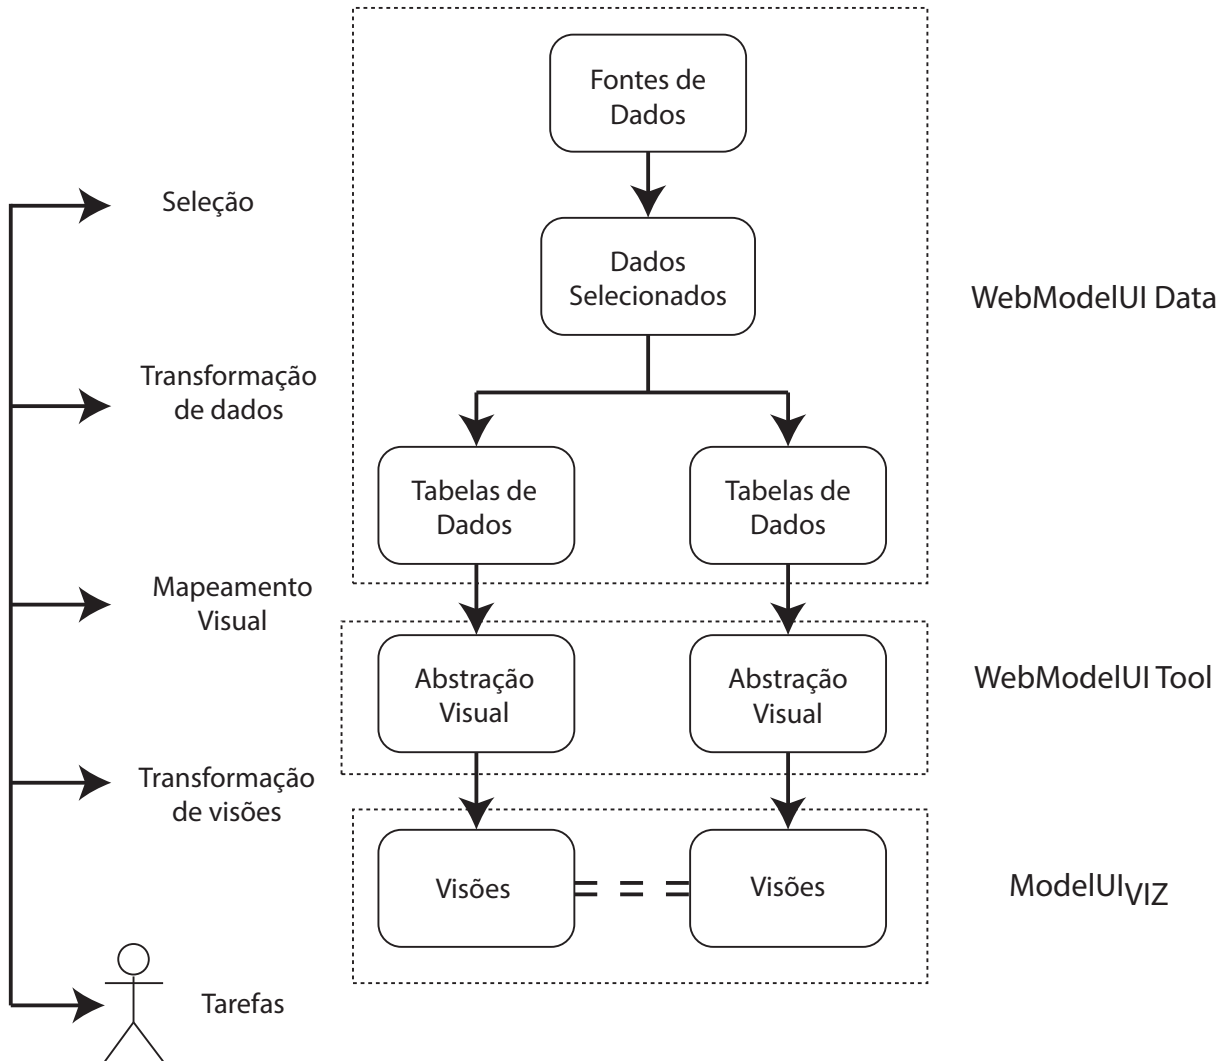 Fontes de
Dados
Seleção
Dados
Selecionados
WebModelUI Data
Transformação
de dados
Tabelas de
Dados
Tabelas de
Dados
Mapeamento
Visual
Abstração
Visual
Abstração
Visual
WebModelUI Tool
Transformação
de visões
Visões
Visões
ModelUIVIZ
Tarefas